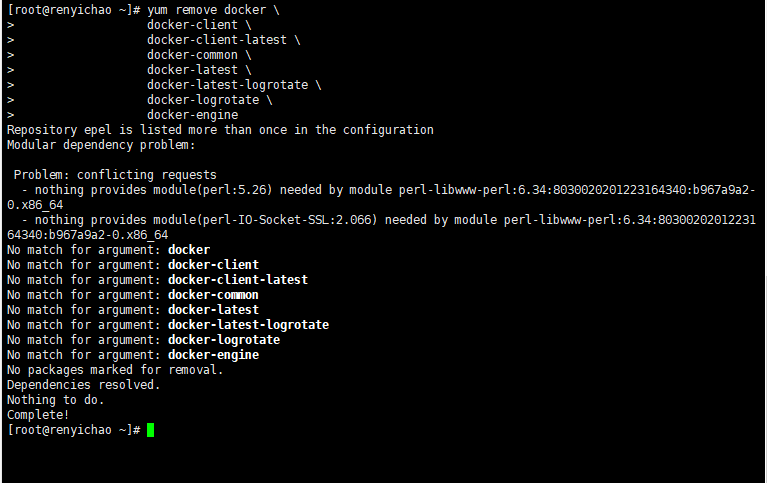 [root@renyichao ~]# yum remove docker \
> docker-client \
> docker-client-latest \
> docker-common \
> docker-latest \
> docker-latest-logrotate \
> docker-logrotate \
> docker-engine
Repository epel is listed more than once in the configuration
Modular dependency problem:
Problem: conflicting requests
- nothing provides module(perl:5.26) needed by module perl-libwww-perl:6.34:8030020201223164340:b967a9a2-
0.x86_64
- nothing provides module(perl-IO-Socket-SSL:2.066) needed by module perl-libwww-perl:6.34:80300202012231
64340:b967a9a2-0.x86_64
No match for argument: docker
No match for argument: docker-client
No match for argument: docker-client-latest
No match for argument: docker-common
No match for argument: docker-latest
No match for argument: docker-latest-logrotate
No match for argument: docker-logrotate
No match for argument: docker-engine
No packages marked for removal.
Dependencies resolved.
Nothing to do.
Complete!
[root@renyichao ~]#